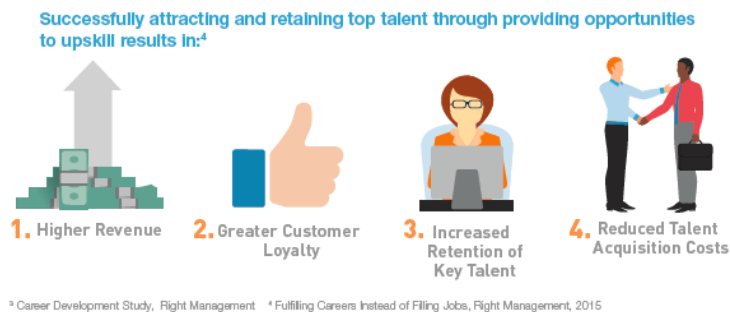 Successfully attracting and retaining top talent through providing opportunities
to upskill results in:⁴
1. Higher Revenue
2. Greater Customer
Loyalty
3. Increased
Retention of
Key Talent
4. Reduced Talent
Acquisition Costs
³ Career Development Study, Right Management ⁴ Fulfilling Careers Instead of Filling Jobs, Right Management, 2015